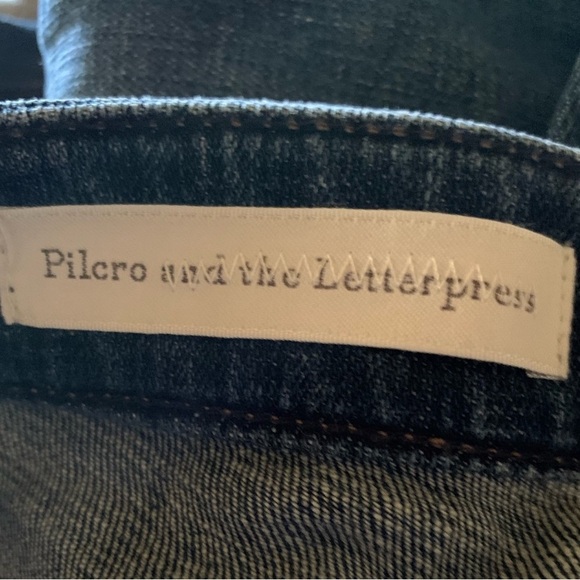 Pilcro and the Letterpress